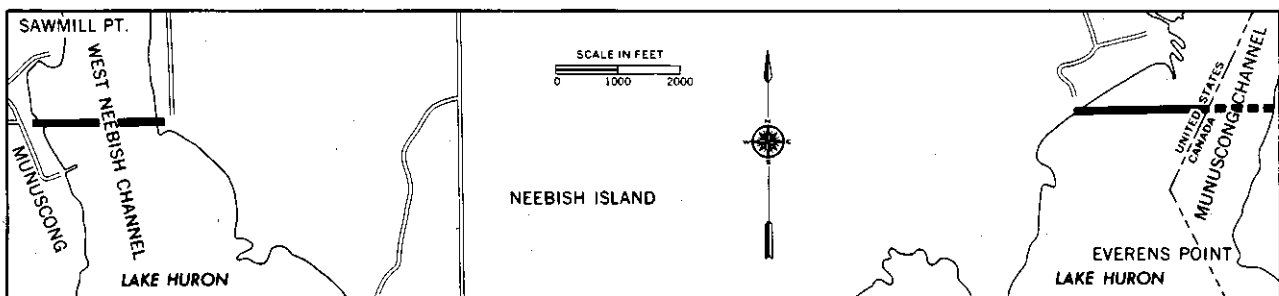 SAWMILL PT.
WEST NEEBISH CHANNEL
MUNUSCONG
LAKE HURON
SCALE IN FEET
0 1000 2000
N
W
S
NEEBISH ISLAND
UNITED STATES
CANADA
MUNUSCONG CHANNEL
EVERENS POINT
LAKE HURON